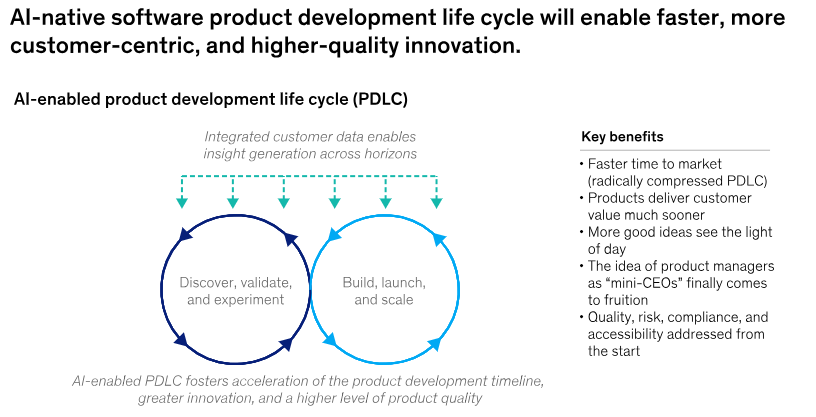 AI-native software product development life cycle will enable faster, more
customer-centric, and higher-quality innovation.
AI-enabled product development life cycle (PDLC)
Integrated customer data enables
insight generation across horizons
Discover, validate,
and experiment
Build, launch,
and scale
AI-enabled PDLC fosters acceleration of the product development timeline,
greater innovation, and a higher level of product quality
Key benefits
• Faster time to market
(radically compressed PDLC)
• Products deliver customer
value much sooner
• More good ideas see the light
of day
• The idea of product managers
as “mini-CEOs” finally comes
to fruition
• Quality, risk, compliance, and
accessibility addressed from
the start